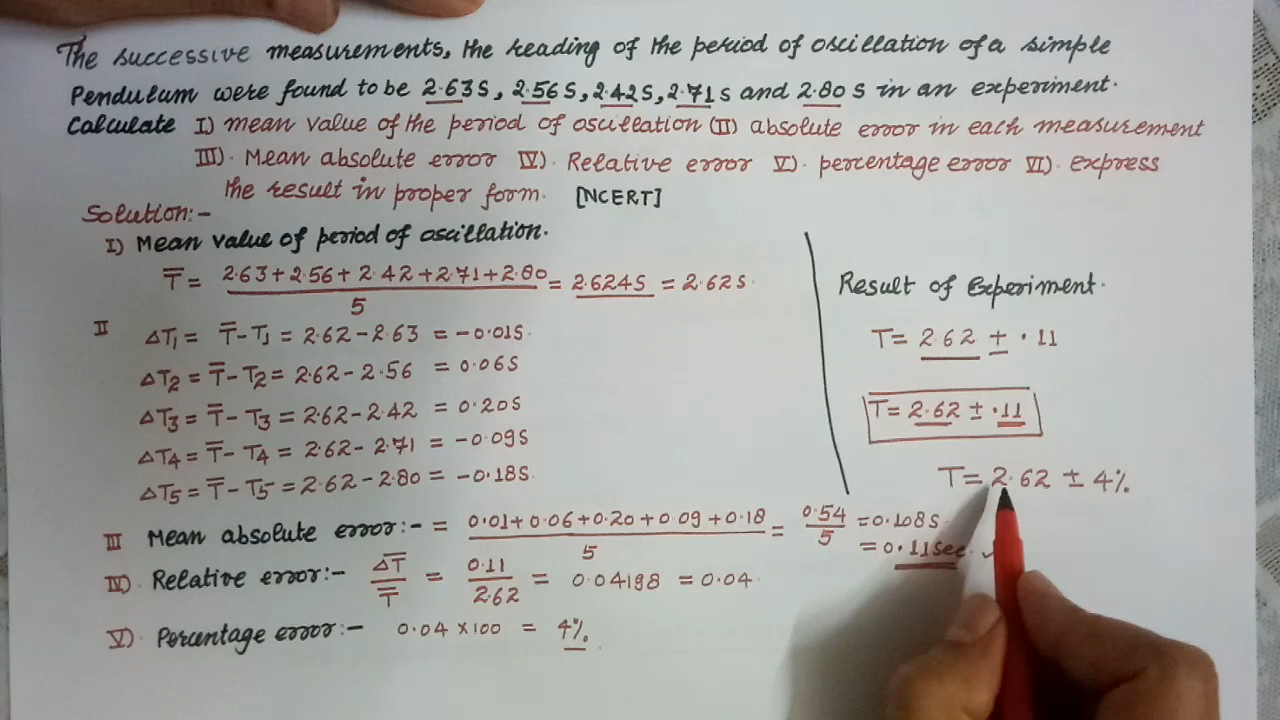 The successive measurements, the reading of the period of oscillation of a simple
Pendulum were found to be 2.63S, 2.56S, 2.42S, 2.71s and 2.80 s in an experiment.
Calculate I) mean value of the period of oscillation (II) absolute error in each measurement
III). Mean absolute error IV). Relative error V). percentage error VI). express
the result in proper form. [NCERT]
Solution:-
I) Mean value of period of oscillation.
T̅ = (2.63+2.56+2.42+2.71+2.80)/5 = 2.624S = 2.62S.
II ΔT₁ = T̅-T₁ = 2.62-2.63 = -0.01S.
ΔT₂ = T̅-T₂ = 2.62-2.56 = 0.06S
ΔT₃ = T̅-T₃ = 2.62-2.42 = 0.20S
ΔT₄ = T̅-T₄ = 2.62-2.71 = -0.09S
ΔT₅ = T̅-T₅ = 2.62-2.80 = -0.18S.
III Mean absolute error:- = (0.01+0.06+0.20+0.09+0.18)/5 = 0.54/5 = 0.108S.
= 0.11sec.
IV). Relative error:- ΔT̅/T̅ = 0.11/2.62 = 0.04198 = 0.04.
V). Percentage error:- 0.04 × 100 = 4%.
Result of Experiment.
T = 2.62 ± .11
T = 2.62 ± .11
T = 2.62 ± 4%.